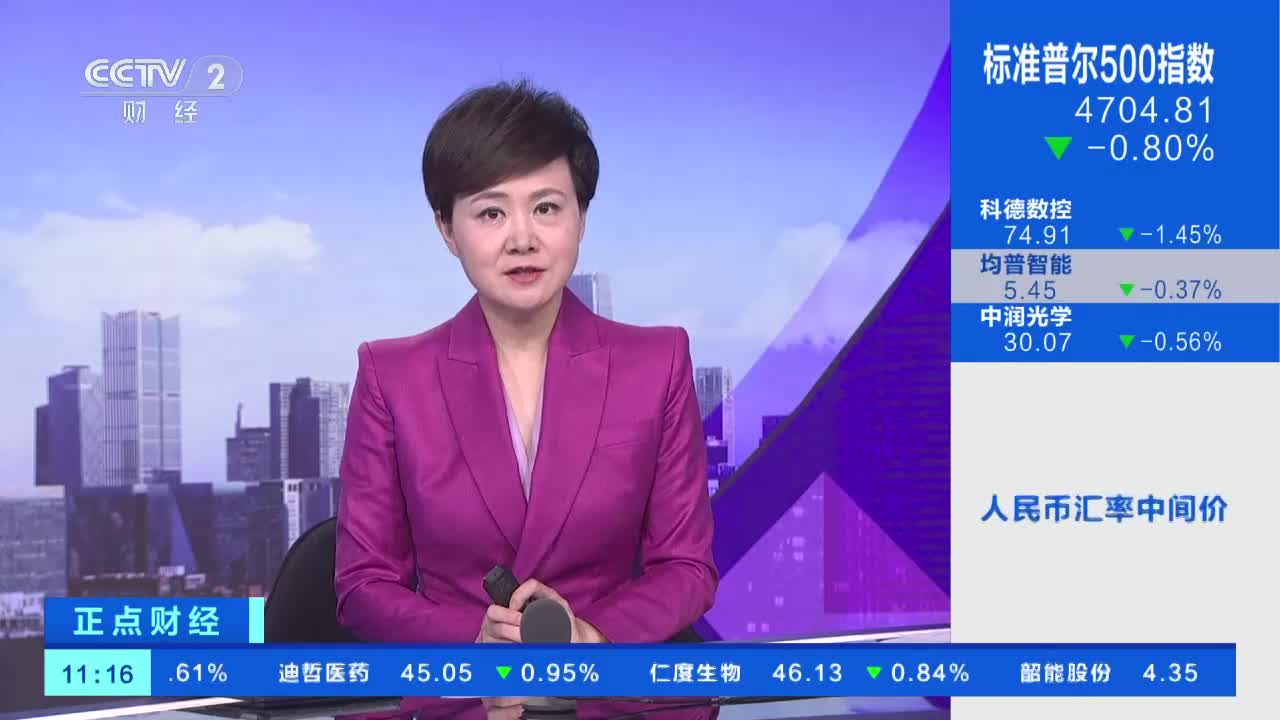 CCTV 2
财 经
标准普尔500指数
4704.81
▼ -0.80%
科德数控
74.91 ▼-1.45%
均普智能
5.45 ▼-0.37%
中润光学
30.07 ▼-0.56%
人民币汇率中间价
正点财经
11:16 .61% 迪哲医药 45.05 ▼0.95% 仁度生物 46.13 ▼0.84% 韶能股份 4.35